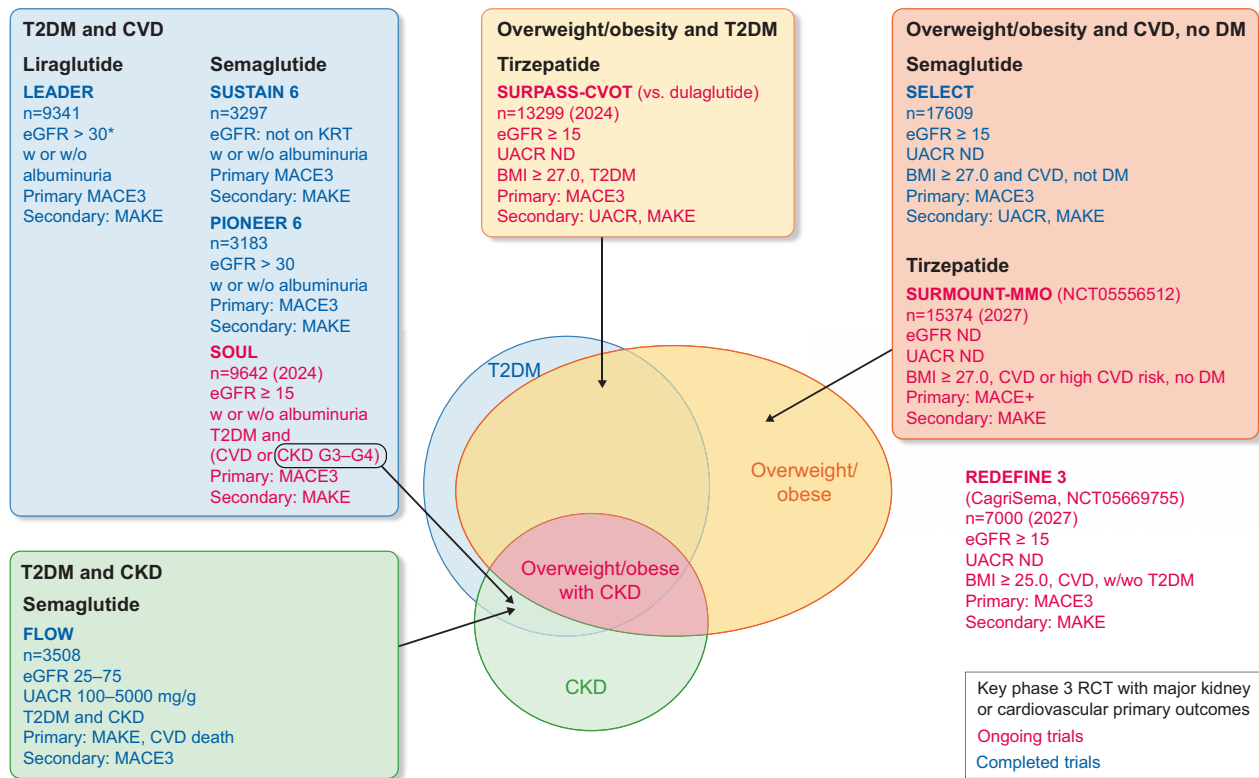 T2DM and CVD
Liraglutide
LEADER
n=9341
eGFR > 30*
w or w/o
albuminuria
Primary MACE3
Secondary: MAKE
Semaglutide
SUSTAIN 6
n=3297
eGFR: not on KRT
w or w/o albuminuria
Primary MACE3
Secondary: MAKE
PIONEER 6
n=3183
eGFR > 30
w or w/o albuminuria
Primary: MACE3
Secondary: MAKE
SOUL
n=9642 (2024)
eGFR ≥ 15
w or w/o albuminuria
T2DM and
(CVD or CKD G3–G4)
Primary: MACE3
Secondary: MAKE
Overweight/obesity and T2DM
Tirzepatide
SURPASS-CVOT (vs. dulaglutide)
n=13299 (2024)
eGFR ≥ 15
UACR ND
BMI ≥ 27.0, T2DM
Primary: MACE3
Secondary: UACR, MAKE
Overweight/obesity and CVD, no DM
Semaglutide
SELECT
n=17609
eGFR ≥ 15
UACR ND
BMI ≥ 27.0 and CVD, not DM
Primary: MACE3
Secondary: UACR, MAKE
Tirzepatide
SURMOUNT-MMO (NCT05556512)
n=15374 (2027)
eGFR ND
UACR ND
BMI ≥ 27.0, CVD or high CVD risk, no DM
Primary: MACE+
Secondary: MAKE
T2DM
Overweight/
obese
Overweight/obese
with CKD
CKD
REDEFINE 3
(CagriSema, NCT05669755)
n=7000 (2027)
eGFR ≥ 15
UACR ND
BMI ≥ 25.0, CVD, w/wo T2DM
Primary: MACE3
Secondary: MAKE
T2DM and CKD
Semaglutide
FLOW
n=3508
eGFR 25–75
UACR 100–5000 mg/g
T2DM and CKD
Primary: MAKE, CVD death
Secondary: MACE3
Key phase 3 RCT with major kidney
or cardiovascular primary outcomes
Ongoing trials
Completed trials